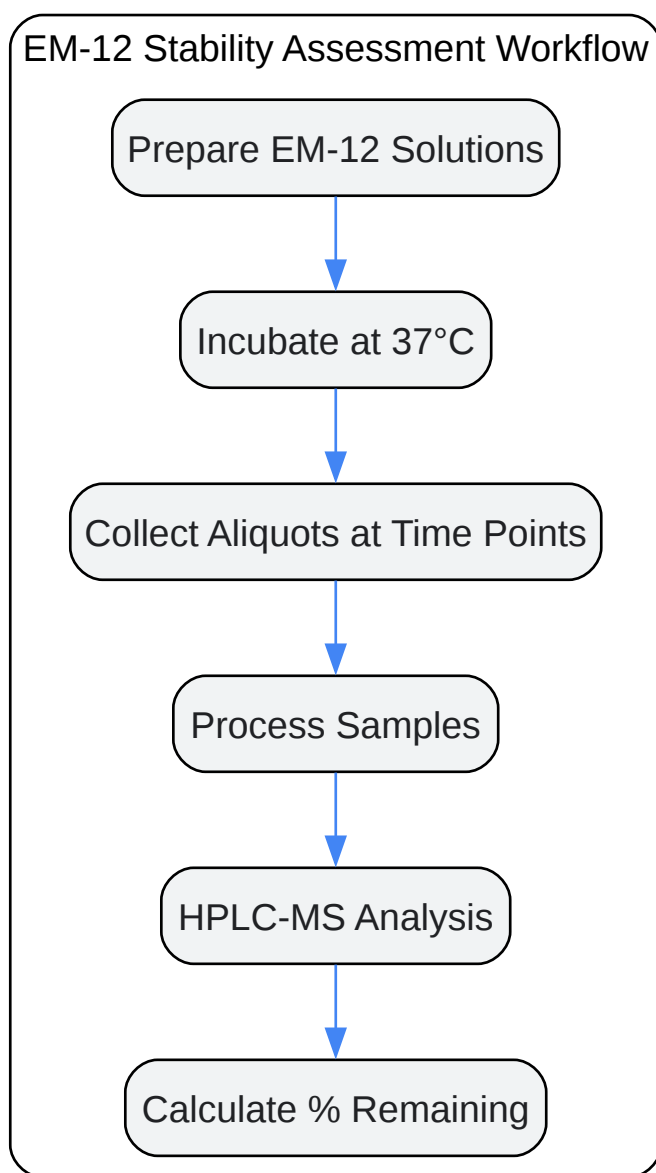 EM-12 Stability Assessment Workflow
Prepare EM-12 Solutions
Incubate at 37°C
Collect Aliquots at Time Points
Process Samples
HPLC-MS Analysis
Calculate % Remaining